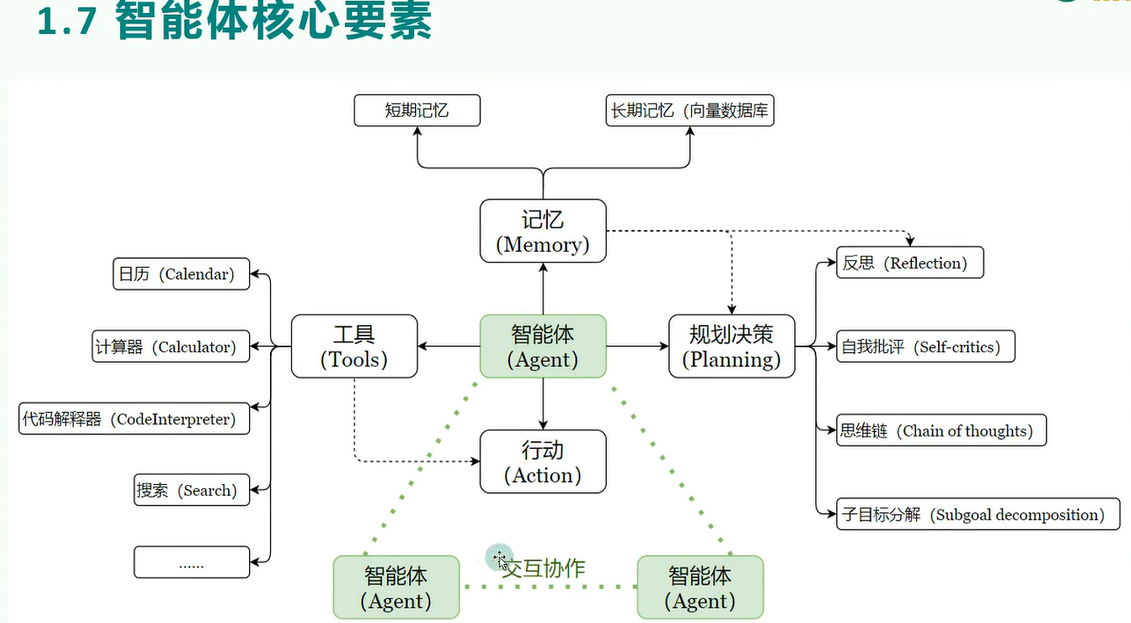 1.7 智能体核心要素
短期记忆
长期记忆（向量数据库
记忆
(Memory)
日历（Calendar）
反思（Reflection）
工具
(Tools)
智能体
(Agent)
规划决策
(Planning)
计算器（Calculator）
自我批评（Self-critics）
代码解释器（CodeInterpreter）
思维链（Chain of thoughts）
行动
(Action)
搜索（Search）
子目标分解（Subgoal decomposition）
......
交互协作
智能体
(Agent)
智能体
(Agent)